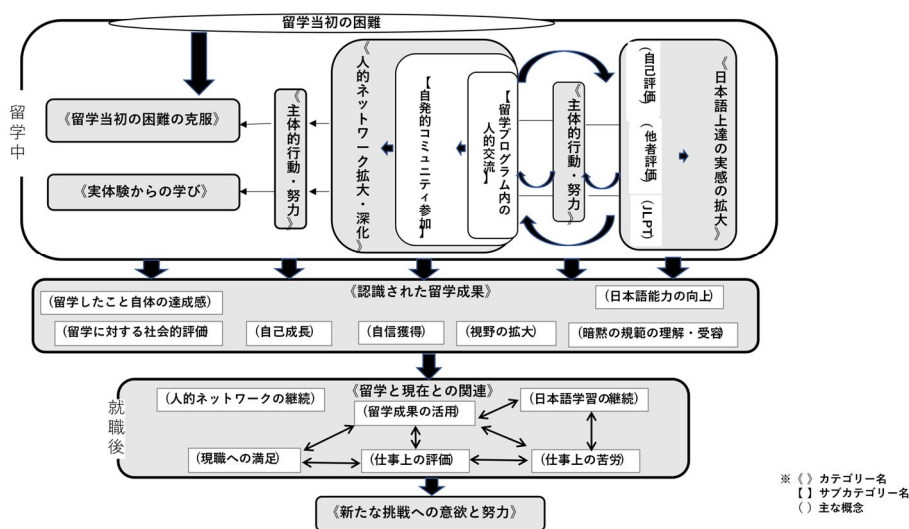 留学当初の困難
留学中
《留学当初の困難の克服》
《実体験からの学び》
《主体的行動・努力》
《人的ネットワーク拡大・深化》
【自発的コミュニティ参加】
【留学プログラム内の
人的交流】
《主体的行動・努力》
(自己評価)
(他者評価)
(JLPT)
《日本語上達の実感の拡大》
《認識された留学成果》
(留学したこと自体の達成感)
(日本語能力の向上)
(留学に対する社会的評価)
(自己成長)
(自信獲得)
(視野の拡大)
(暗黙の規範の理解・受容)
就職後
《留学と現在との関連》
(人的ネットワークの継続)
(留学成果の活用)
(日本語学習の継続)
(現職への満足)
(仕事上の評価)
(仕事上の苦労)
《新たな挑戦への意欲と努力》
※《 》カテゴリー名
【 】サブカテゴリー名
( )主な概念